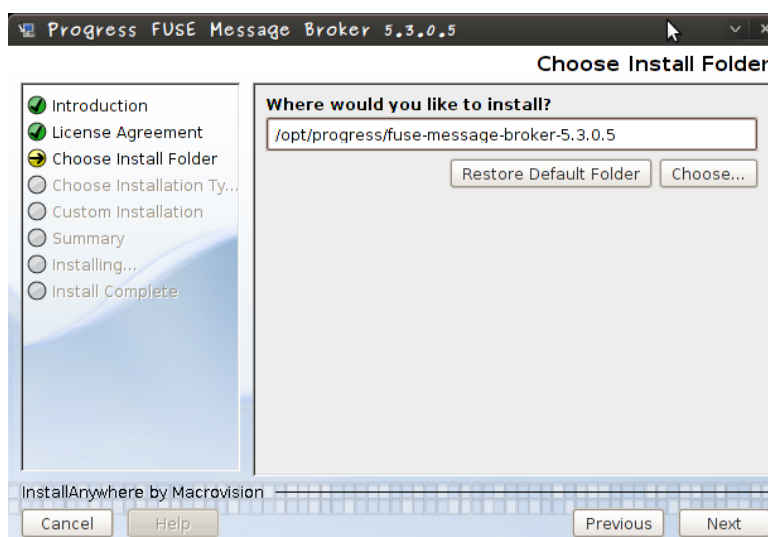 Progress FUSE Message Broker 5.3.0.5
Choose Install Folder
Introduction
License Agreement
Choose Install Folder
Choose Installation Ty...
Custom Installation
Summary
Installing...
Install Complete
Where would you like to install?
/opt/progress/fuse-message-broker-5.3.0.5
Restore Default Folder Choose...
InstallAnywhere by Macrovision
Cancel Help Previous Next